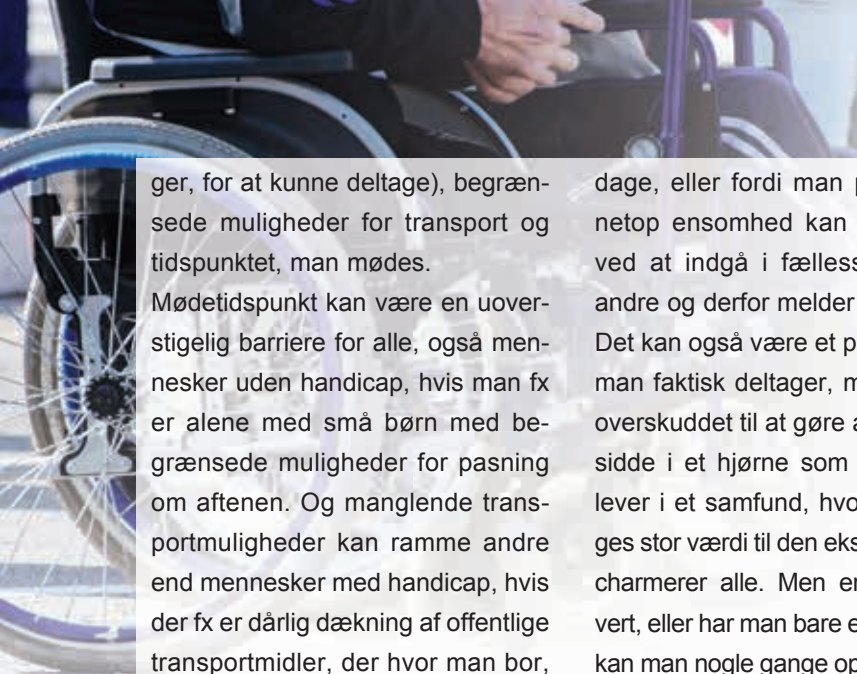 ger, for at kunne deltage), begræn-
sede muligheder for transport og
tidspunktet, man mødes.
Mødetidspunkt kan være en uover-
stigelig barriere for alle, også men-
nesker uden handicap, hvis man fx
er alene med små børn med be-
grænsede muligheder for pasning
om aftenen. Og manglende trans-
portmuligheder kan ramme andre
end mennesker med handicap, hvis
der fx er dårlig dækning af offentlige
transportmidler, der hvor man bor,
dage, eller fordi man
netop ensomhed kan
ved at indgå i
andre og derfor melder
Det kan også være et
man faktisk deltager,
overskuddet til at gøre
sidde i et hjørne som
lever i et samfund,
ges stor værdi til den
charmerer alle. Men
vert, eller har man bare
kan man nogle gange